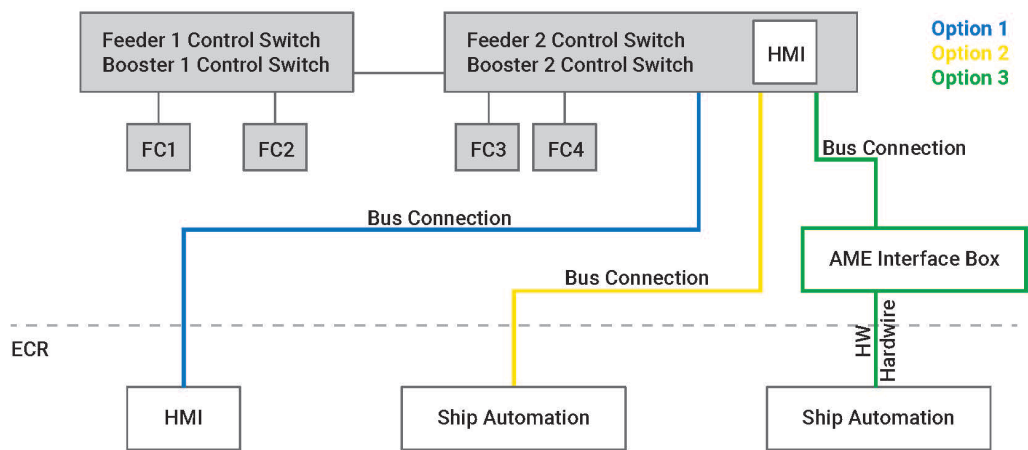 Feeder 1 Control Switch
Booster 1 Control Switch
Feeder 2 Control Switch
Booster 2 Control Switch
HMI
Option 1
Option 2
Option 3
FC1
FC2
FC3
FC4
Bus Connection
Bus Connection
Bus Connection
AME Interface Box
ECR
HW
Hardwire
HMI
Ship Automation
Ship Automation